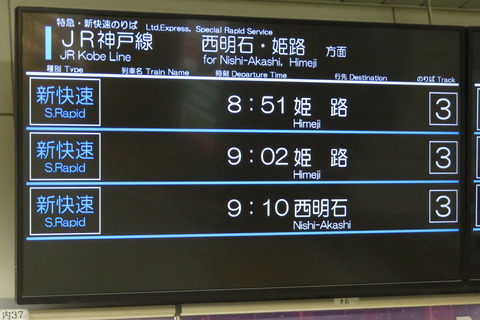 特急・新快速のりば Ltd.Express, Special Rapid Service
JR神戸線 西明石・姫路 方面
JR Kobe Line for Nishi-Akashi, Himeji
種別 Type 列車名 Train Name 時刻 Departure Time 行先 Destination のりば Track
新快速 8:51 姫 路 3
S.Rapid Himeji
新快速 9:02 姫 路 3
S.Rapid Himeji
新快速 9:10 西明石 3
S.Rapid Nishi-Akashi
内37 36